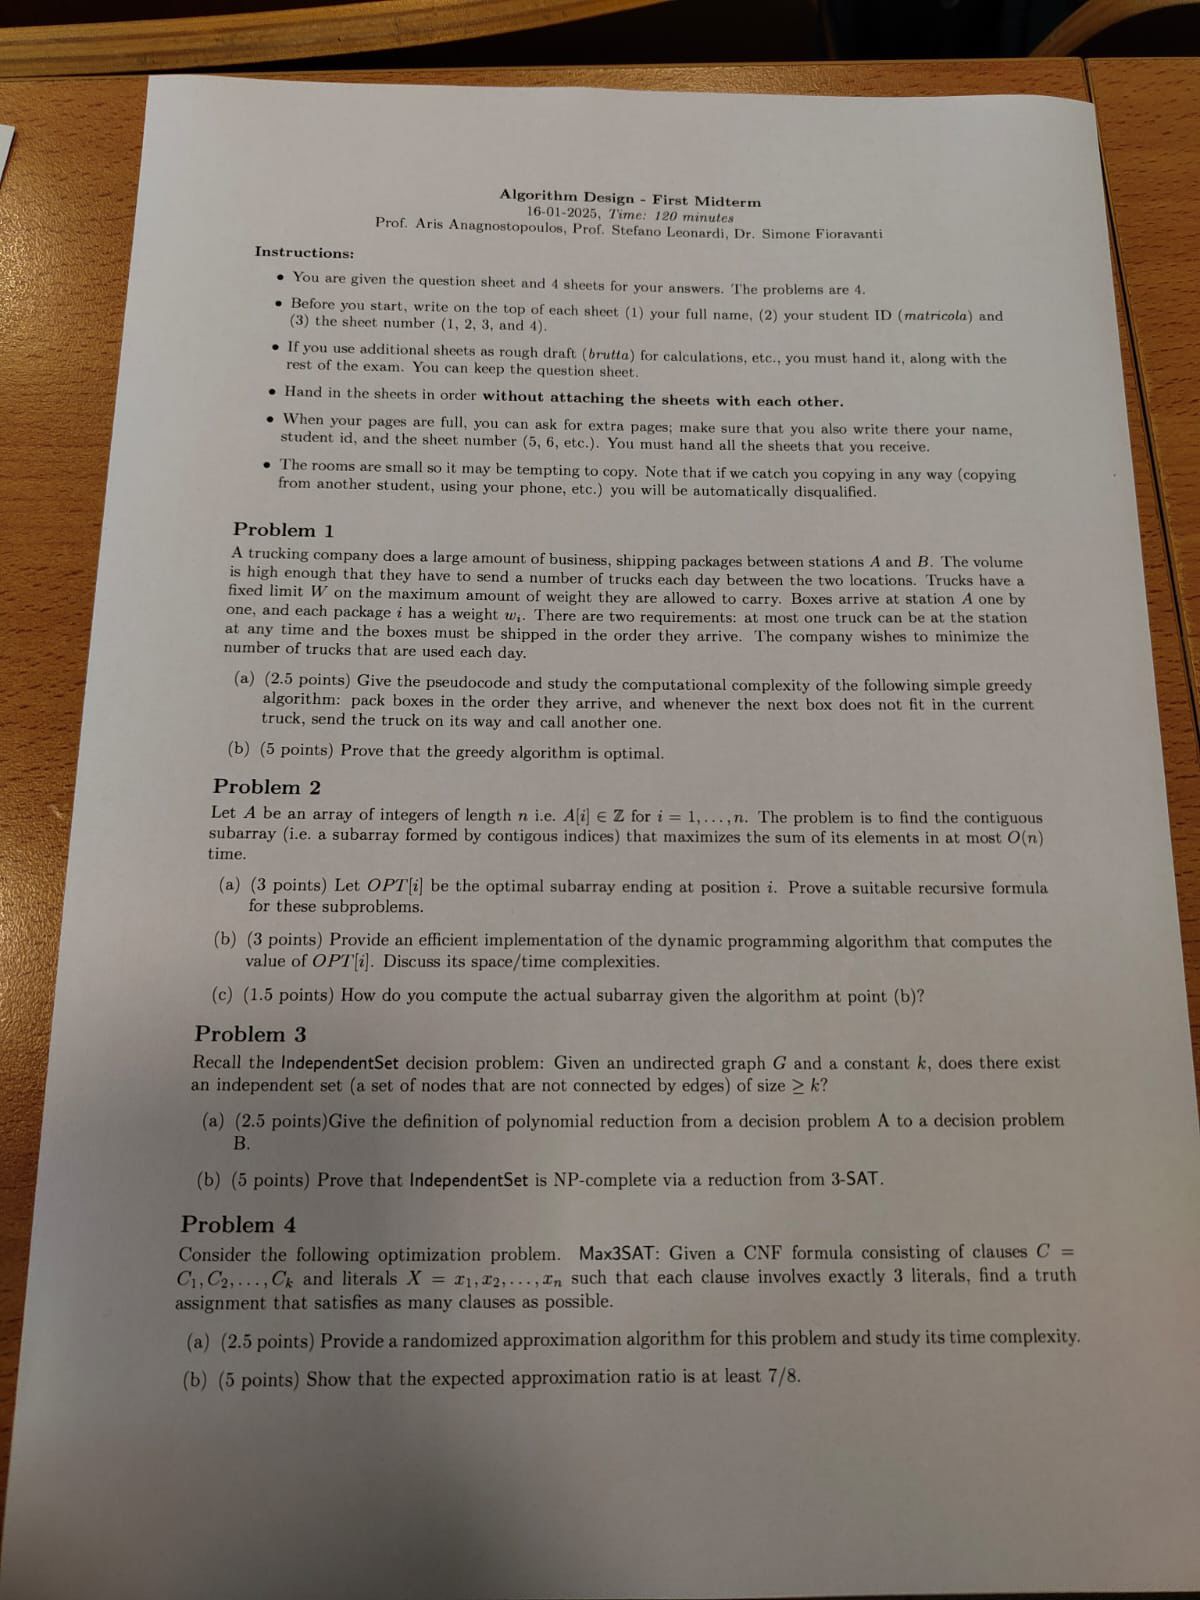 Algorithm Design - First Midterm
16-01-2025, Time: 120 minutes
Prof. Aris Anagnostopoulos, Prof. Stefano Leonardi, Dr. Simone Fioravanti
Instructions:
• You are given the question sheet and 4 sheets for your answers. The problems are 4.
• Before you start, write on the top of each sheet (1) your full name, (2) your student ID (matricola) and
(3) the sheet number (1, 2, 3, and 4).
• If you use additional sheets as rough draft (brutta) for calculations, etc., you must hand it, along with the
rest of the exam. You can keep the question sheet.
• Hand in the sheets in order without attaching the sheets with each other.
• When your pages are full, you can ask for extra pages; make sure that you also write there your name,
student id, and the sheet number (5, 6, etc.). You must hand all the sheets that you receive.
• The rooms are small so it may be tempting to copy. Note that if we catch you copying in any way (copying
from another student, using your phone, etc.) you will be automatically disqualified.
Problem 1
A trucking company does a large amount of business, shipping packages between stations A and B. The volume
is high enough that they have to send a number of trucks each day between the two locations. Trucks have a
fixed limit W on the maximum amount of weight they are allowed to carry. Boxes arrive at station A one by
one, and each package i has a weight wᵢ. There are two requirements: at most one truck can be at the station
at any time and the boxes must be shipped in the order they arrive. The company wishes to minimize the
number of trucks that are used each day.
(a) (2.5 points) Give the pseudocode and study the computational complexity of the following simple greedy
algorithm: pack boxes in the order they arrive, and whenever the next box does not fit in the current
truck, send the truck on its way and call another one.
(b) (5 points) Prove that the greedy algorithm is optimal.
Problem 2
Let A be an array of integers of length n i.e. A[i] ∈ ℤ for i = 1, . . . , n. The problem is to find the contiguous
subarray (i.e. a subarray formed by contigous indices) that maximizes the sum of its elements in at most O(n)
time.
(a) (3 points) Let OPT[i] be the optimal subarray ending at position i. Prove a suitable recursive formula
for these subproblems.
(b) (3 points) Provide an efficient implementation of the dynamic programming algorithm that computes the
value of OPT[i]. Discuss its space/time complexities.
(c) (1.5 points) How do you compute the actual subarray given the algorithm at point (b)?
Problem 3
Recall the IndependentSet decision problem: Given an undirected graph G and a constant k, does there exist
an independent set (a set of nodes that are not connected by edges) of size ≥ k?
(a) (2.5 points)Give the definition of polynomial reduction from a decision problem A to a decision problem
B.
(b) (5 points) Prove that IndependentSet is NP-complete via a reduction from 3-SAT.
Problem 4
Consider the following optimization problem. Max3SAT: Given a CNF formula consisting of clauses C =
C₁, C₂, . . . , Cₖ and literals X = x₁, x₂, . . . , xₙ such that each clause involves exactly 3 literals, find a truth
assignment that satisfies as many clauses as possible.
(a) (2.5 points) Provide a randomized approximation algorithm for this problem and study its time complexity.
(b) (5 points) Show that the expected approximation ratio is at least 7/8.